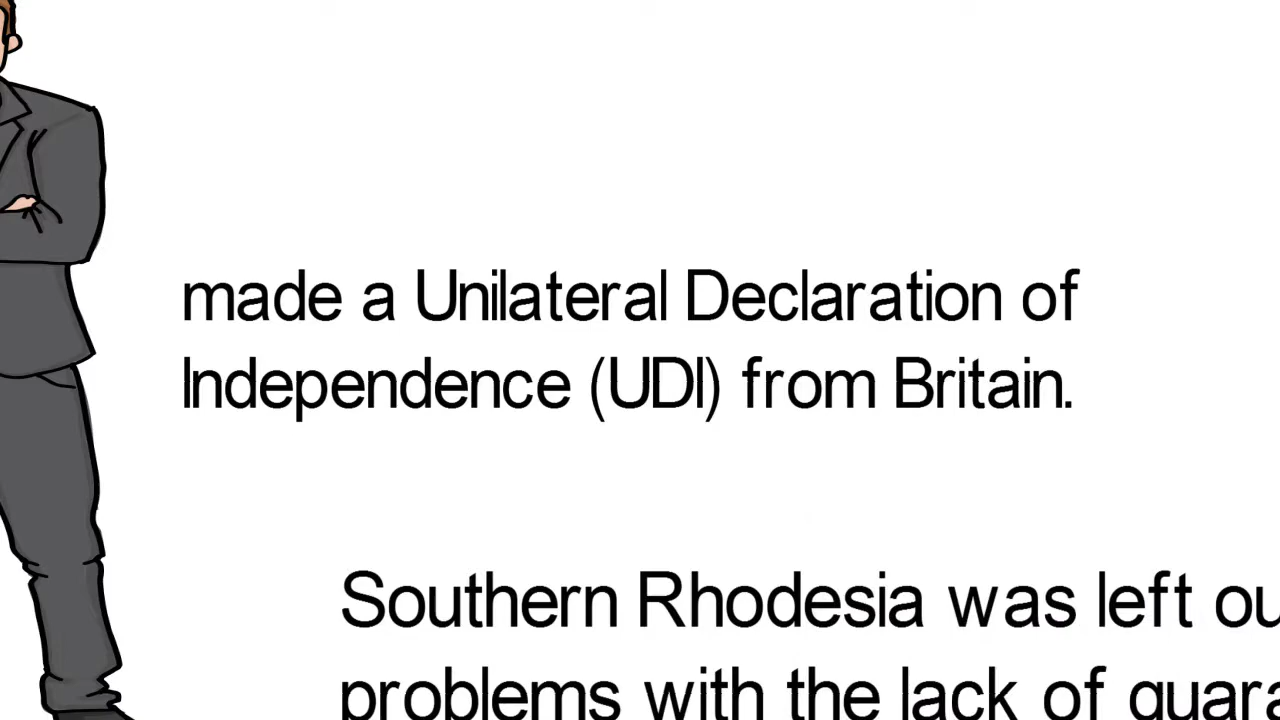 made a Unilateral Declaration of
Independence (UDI) from Britain.
Southern Rhodesia was left
problems with the lack of